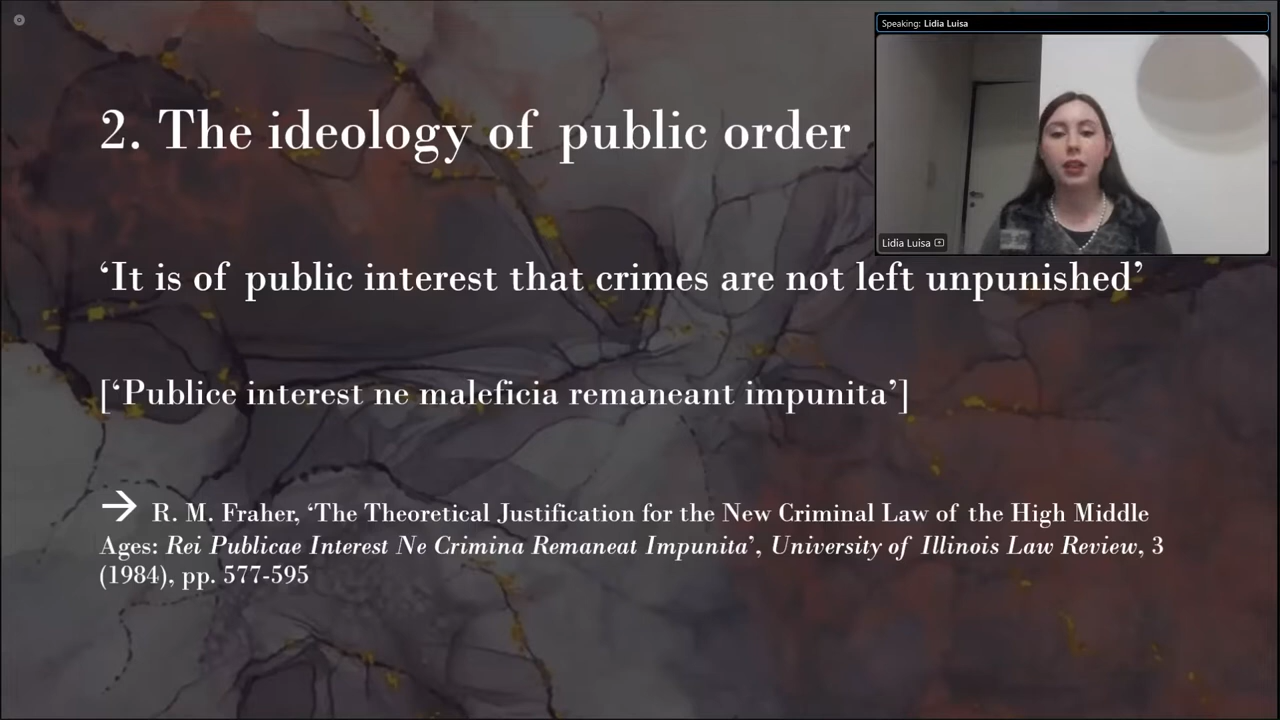 Speaking: Lidia Luisa
2. The ideology of public order
Lidia Luisa
‘It is of public interest that crimes are not left unpunished’
[‘Publice interest ne maleficia remaneant impunita’]
→ R. M. Fraher, ‘The Theoretical Justification for the New Criminal Law of the High Middle
Ages: Rei Publicae Interest Ne Crimina Remaneat Impunita’, University of Illinois Law Review, 3
(1984), pp. 577-595